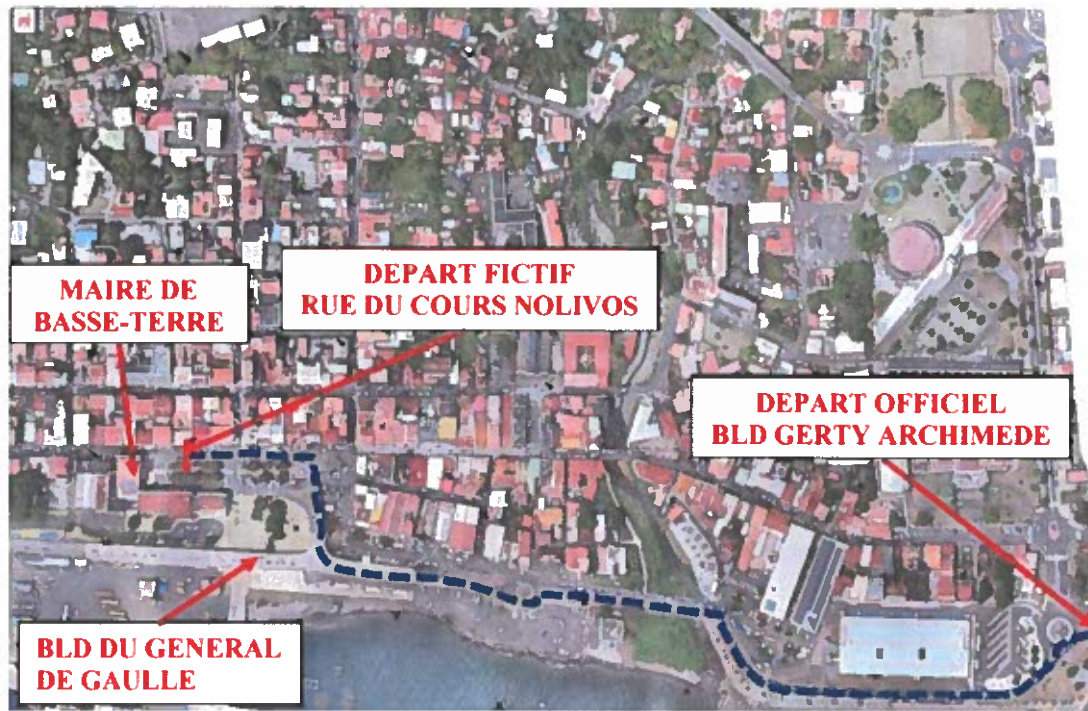 MAIRE DE
BASSE-TERRE
DEPART FICTIF
RUE DU COURS NOLIVOS
DEPART OFFICIEL
BLD GERTY ARCHIMEDE
BLD DU GENERAL
DE GAULLE